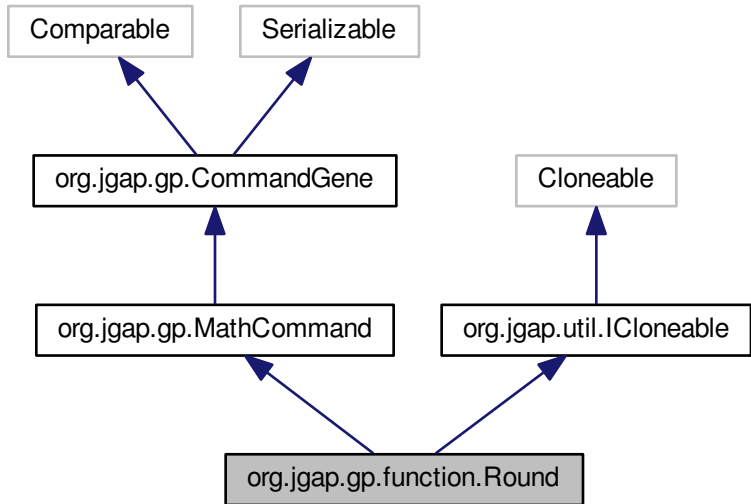 Comparable
Serializable
org.jgap.gp.CommandGene
Cloneable
org.jgap.gp.MathCommand
org.jgap.util.ICloneable
org.jgap.gp.function.Round